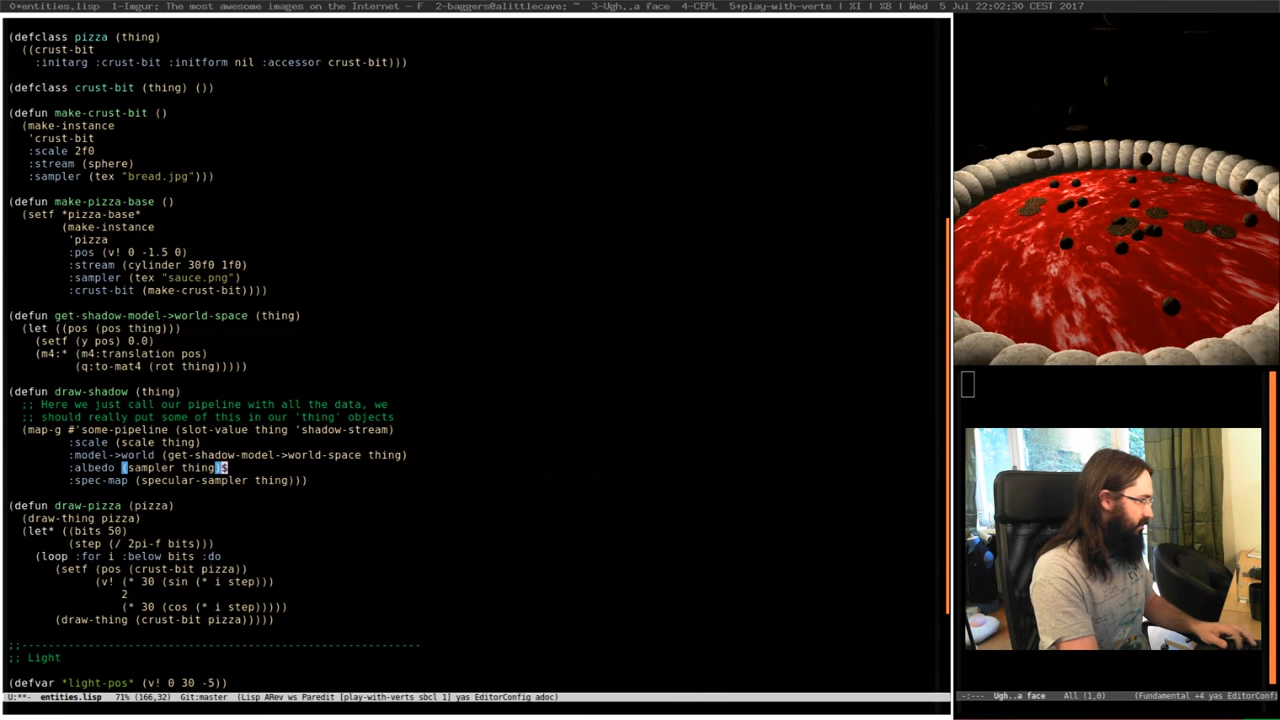 0*entities.lisp 1-Imgur: The most awesome images on the Internet - F 2-baggers@alittlecave: ~ 3-Ugh..a face 4-CEPL 5+play-with-verts | %I | %B | Wed 5 Jul 22:02:30 CEST 2017
(defclass pizza (thing)
((crust-bit
:initarg :crust-bit :initform nil :accessor crust-bit)))
(defclass crust-bit (thing) ())
(defun make-crust-bit ()
(make-instance
'crust-bit
:scale 2f0
:stream (sphere)
:sampler (tex "bread.jpg")))
(defun make-pizza-base ()
(setf *pizza-base*
(make-instance
'pizza
:pos (v! 0 -1.5 0)
:stream (cylinder 30f0 1f0)
:sampler (tex "sauce.png")
:crust-bit (make-crust-bit))))
(defun get-shadow-model->world-space (thing)
(let ((pos (pos thing)))
(setf (y pos) 0.0)
(m4:* (m4:translation pos)
(q:to-mat4 (rot thing)))))
(defun draw-shadow (thing)
;; Here we just call our pipeline with all the data, we
;; should really put some of this in our 'thing' objects
(map-g #'some-pipeline (slot-value thing 'shadow-stream)
:scale (scale thing)
:model->world (get-shadow-model->world-space thing)
:albedo (sampler thing)$
:spec-map (specular-sampler thing)))
(defun draw-pizza (pizza)
(draw-thing pizza)
(let* ((bits 50)
(step (/ 2pi-f bits)))
(loop :for i :below bits :do
(setf (pos (crust-bit pizza))
(v! (* 30 (sin (* i step)))
2
(* 30 (cos (* i step)))))
(draw-thing (crust-bit pizza)))))
;;--------------------------------------------------------------
;; Light
(defvar *light-pos* (v! 0 30 -5))
U:**- entities.lisp 71% (166,32) Git:master (Lisp ARev ws Paredit [play-with-verts sbcl 1] yas EditorConfig adoc)
-:--- Ugh..a face All (1,0) (Fundamental +4 yas EditorConfi